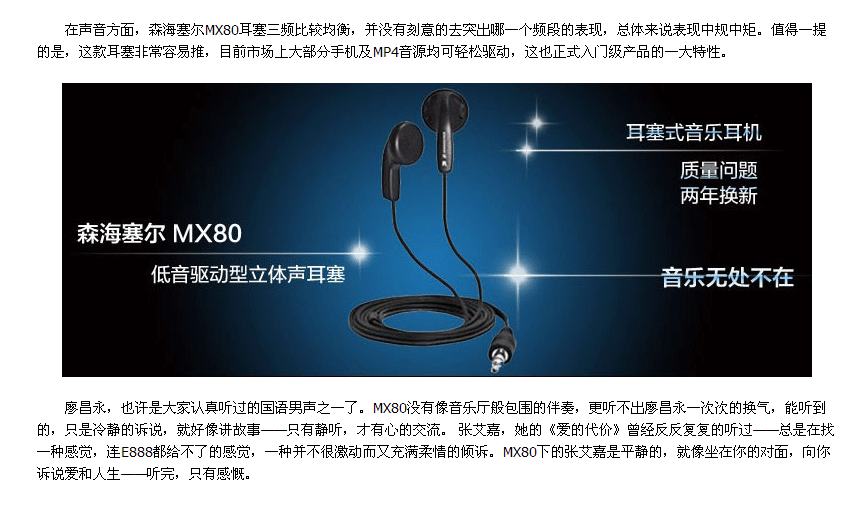 在声音方面，森海塞尔MX80耳塞三频比较均衡，并没有刻意的去突出哪一个频段的表现，总体来说表现中规中矩。值得一提
的是，这款耳塞非常容易推，目前市场上大部分手机及MP4音源均可轻松驱动，这也正式入门级产品的一大特性。
耳塞式音乐耳机
质量问题
两年换新
森海塞尔 MX80
低音驱动型立体声耳塞
音乐无处不在
廖昌永，也许是大家认真听过的国语男声之一了。MX80没有像音乐厅般包围的伴奏，更听不出廖昌永一次次的换气，能听到
的，只是冷静的诉说，就好像讲故事——只有静听，才有心的交流。 张艾嘉，她的《爱的代价》曾经反反复复的听过——总是在找
一种感觉，连E888都给不了的感觉，一种并不很激动而又充满柔情的倾诉。MX80下的张艾嘉是平静的，就像坐在你的对面，向你
诉说爱和人生——听完，只有感慨。